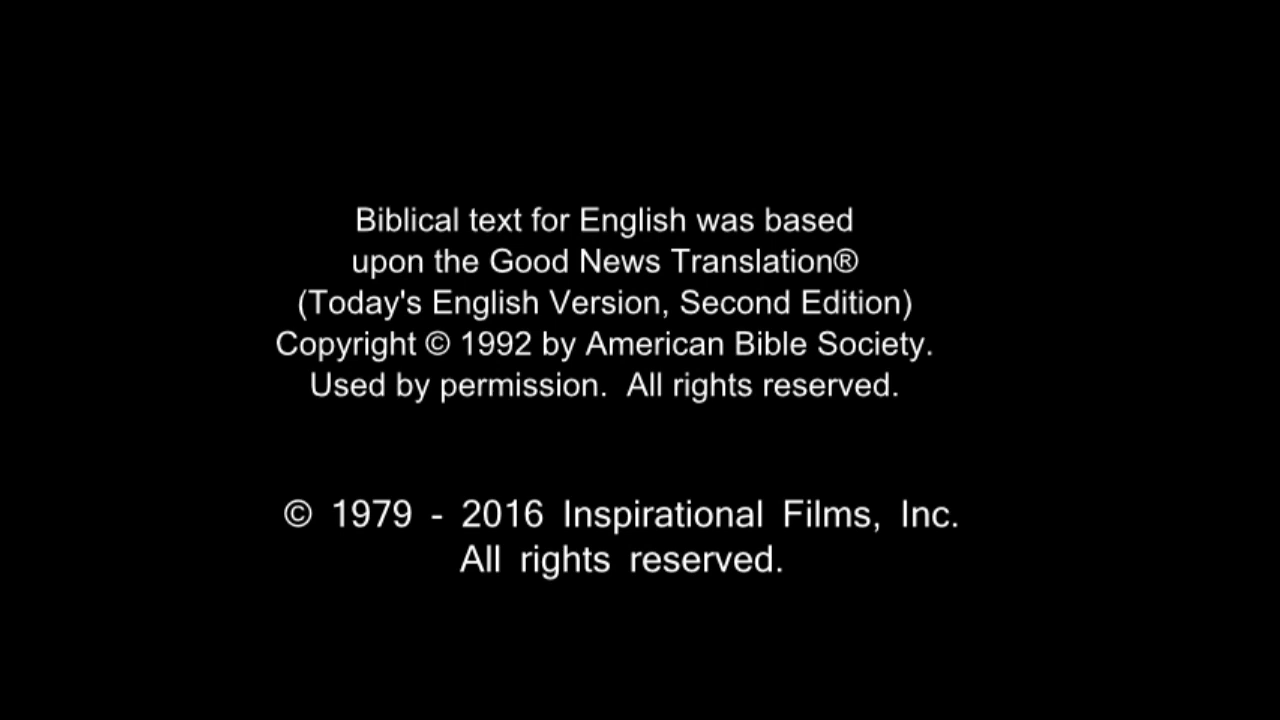 Biblical text for English was based
upon the Good News Translation®
(Today's English Version, Second Edition)
Copyright © 1992 by American Bible Society.
Used by permission.  All rights reserved.
© 1979 - 2016 Inspirational Films, Inc.
All rights reserved.